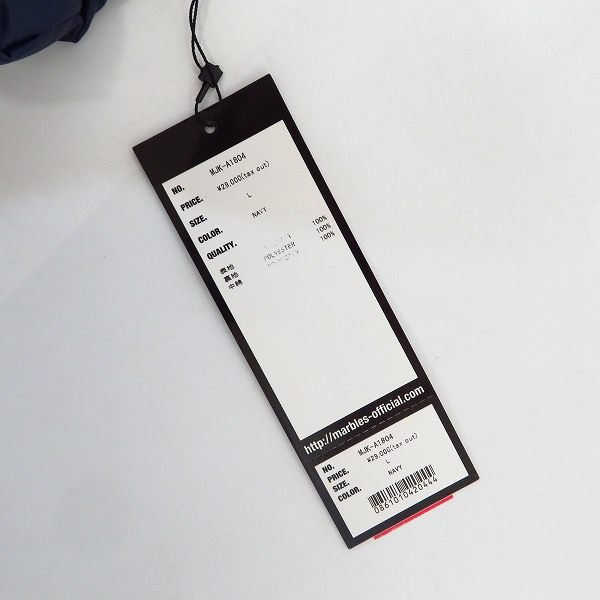 NO. MJK-A1804
PRICE. ¥29,000(tax out)
SIZE. L
COLOR. NAVY
QUALITY.
表地 100%
裏地 POLYESTER 100%
中綿 100%
http://marbles-official.com
NO. MJK-A1804
PRICE. ¥29,000(tax out)
SIZE. L
COLOR. NAVY
0861010420444